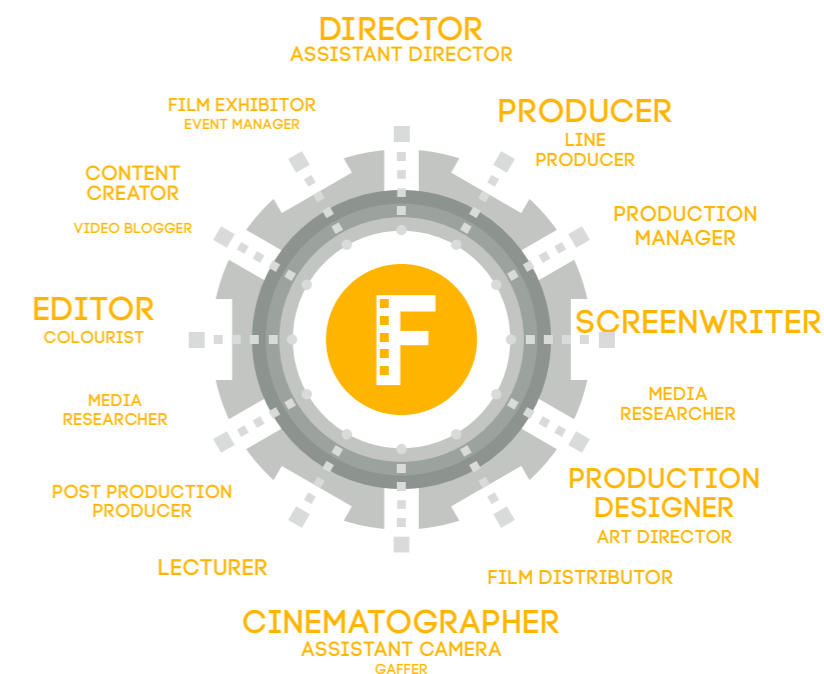 DIRECTOR
ASSISTANT DIRECTOR
FILM EXHIBITOR
EVENT MANAGER
PRODUCER
LINE
PRODUCER
CONTENT
CREATOR
VIDEO BLOGGER
PRODUCTION
MANAGER
EDITOR
COLOURIST
F
SCREENWRITER
MEDIA
RESEARCHER
MEDIA
RESEARCHER
POST PRODUCTION
PRODUCER
PRODUCTION
DESIGNER
ART DIRECTOR
LECTURER
FILM DISTRIBUTOR
CINEMATOGRAPHER
ASSISTANT CAMERA
GAFFER